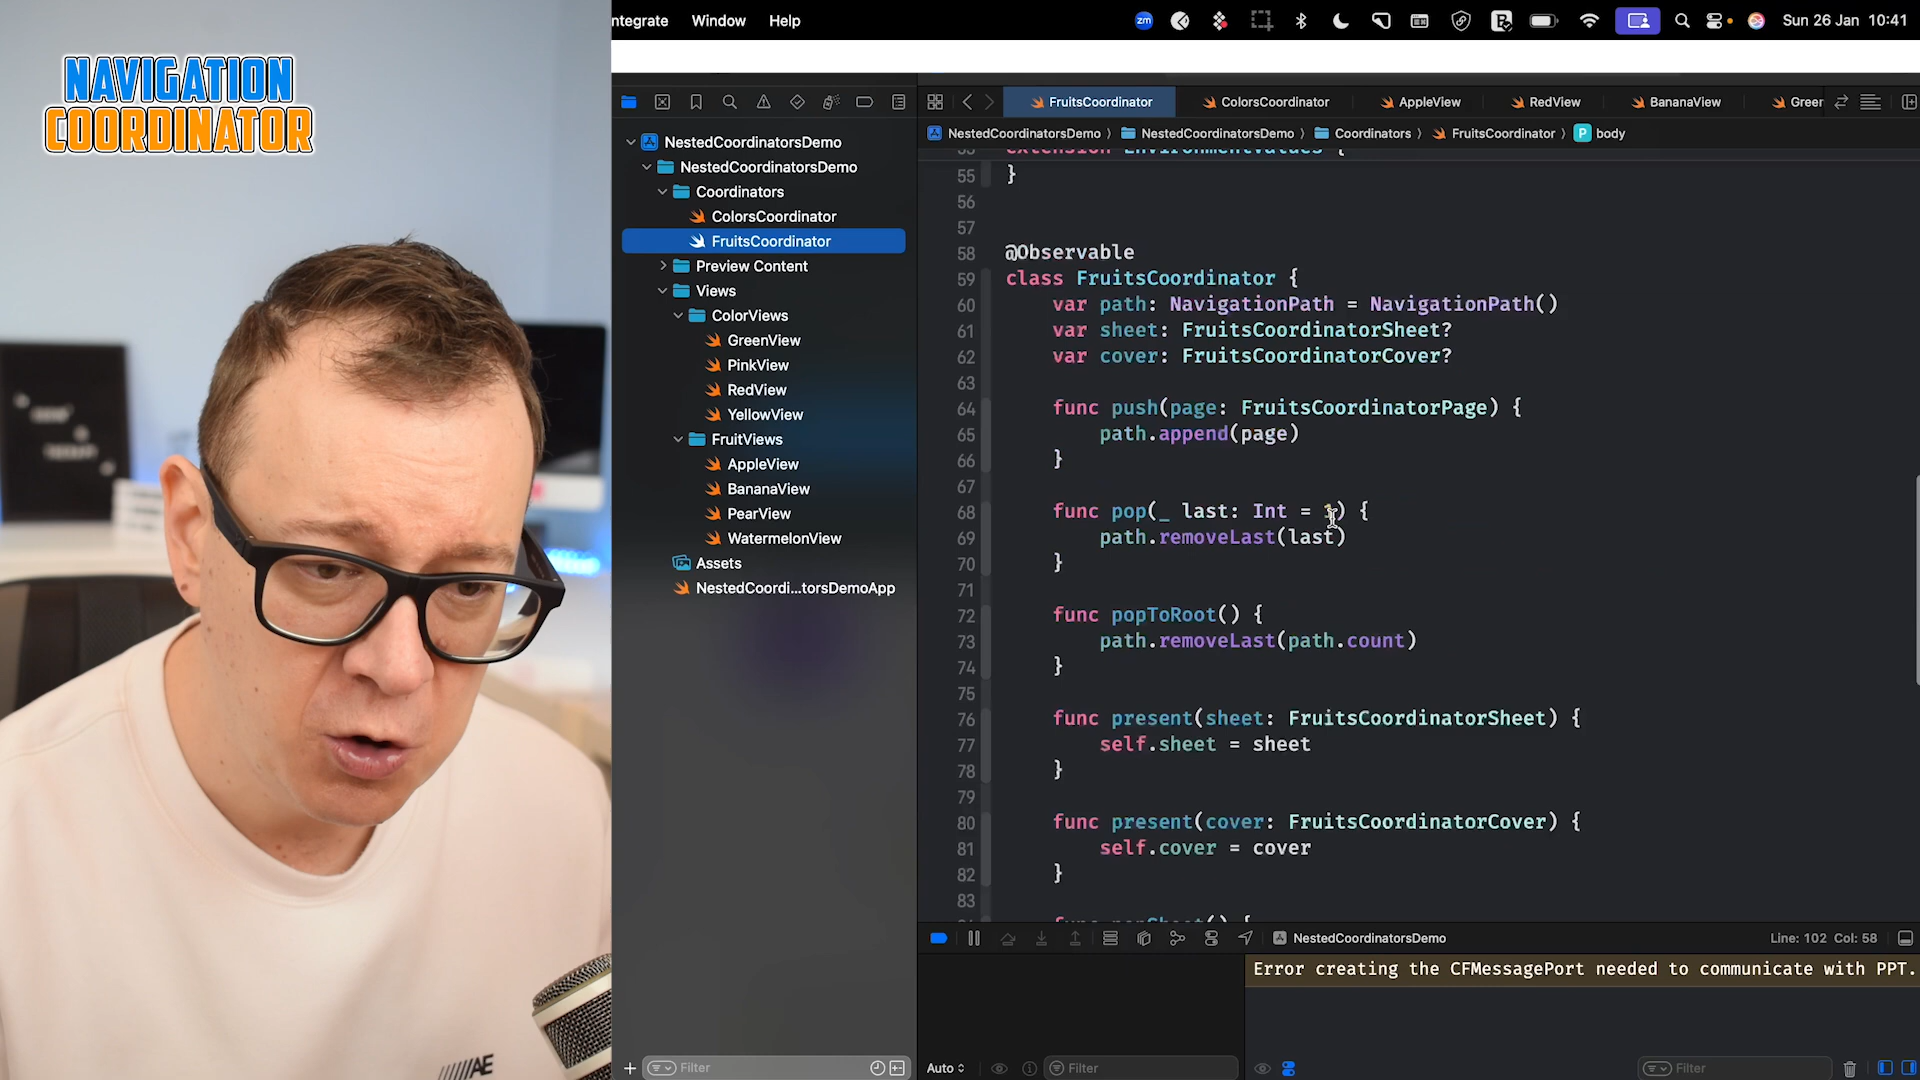 NAVIGATION
COORDINATOR
ntegrate Window Help
zm
Sun 26 Jan 10:41
FruitsCoordinator ColorsCoordinator AppleView RedView BananaView Greer
NestedCoordinatorsDemo NestedCoordinatorsDemo Coordinators FruitsCoordinator P body
NestedCoordinatorsDemo
NestedCoordinatorsDemo
Coordinators
ColorsCoordinator
FruitsCoordinator
Preview Content
Views
ColorViews
GreenView
PinkView
RedView
YellowView
FruitViews
AppleView
BananaView
PearView
WatermelonView
Assets
NestedCoordi...torsDemoApp
Filter
extension EnvironmentValues {
55 }
56
57
58 @Observable
59 class FruitsCoordinator {
60 var path: NavigationPath = NavigationPath()
61 var sheet: FruitsCoordinatorSheet?
62 var cover: FruitsCoordinatorCover?
63
64 func push(page: FruitsCoordinatorPage) {
65 path.append(page)
66 }
67
68 func pop(_ last: Int = 1) {
69 path.removeLast(last)
70 }
71
72 func popToRoot() {
73 path.removeLast(path.count)
74 }
75
76 func present(sheet: FruitsCoordinatorSheet) {
77 self.sheet = sheet
78 }
79
80 func present(cover: FruitsCoordinatorCover) {
81 self.cover = cover
82 }
83
NestedCoordinatorsDemo
Line: 102 Col: 58
Error creating the CFMessagePort needed to communicate with PPT.
Auto
Filter
Filter
AE